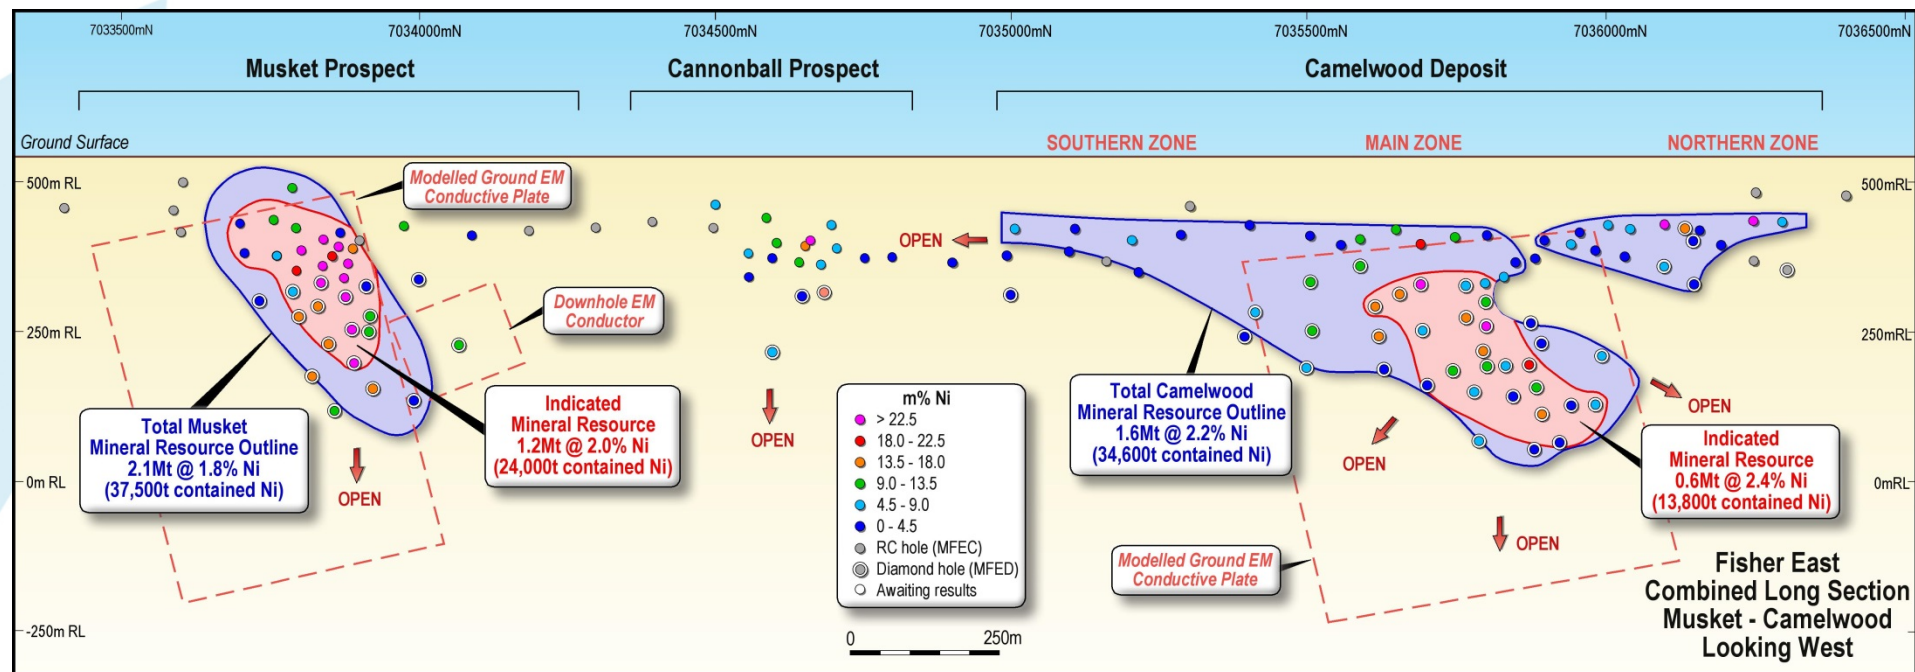 7033500mN
7034000mN
7034500mN
7035000mN
7035500mN
7036000mN
7036500mN
Musket Prospect
Cannonball Prospect
Camelwood Deposit
Ground Surface
SOUTHERN ZONE
MAIN ZONE
NORTHERN ZONE
500m RL
500mRL
Modelled Ground EM
Conductive Plate
OPEN
Downhole EM
Conductor
250m RL
250mRL
Total Musket
Mineral Resource Outline
2.1Mt @ 1.8% Ni
(37,500t contained Ni)
Indicated
Mineral Resource
1.2Mt @ 2.0% Ni
(24,000t contained Ni)
OPEN
OPEN
m% Ni
> 22.5
18.0 - 22.5
13.5 - 18.0
9.0 - 13.5
4.5 - 9.0
0 - 4.5
RC hole (MFEC)
Diamond hole (MFED)
Awaiting results
Total Camelwood
Mineral Resource Outline
1.6Mt @ 2.2% Ni
(34,600t contained Ni)
OPEN
OPEN
OPEN
Indicated
Mineral Resource
0.6Mt @ 2.4% Ni
(13,800t contained Ni)
0m RL
0mRL
Modelled Ground EM
Conductive Plate
-250m RL
0
250m
Fisher East
Combined Long Section
Musket - Camelwood
Looking West